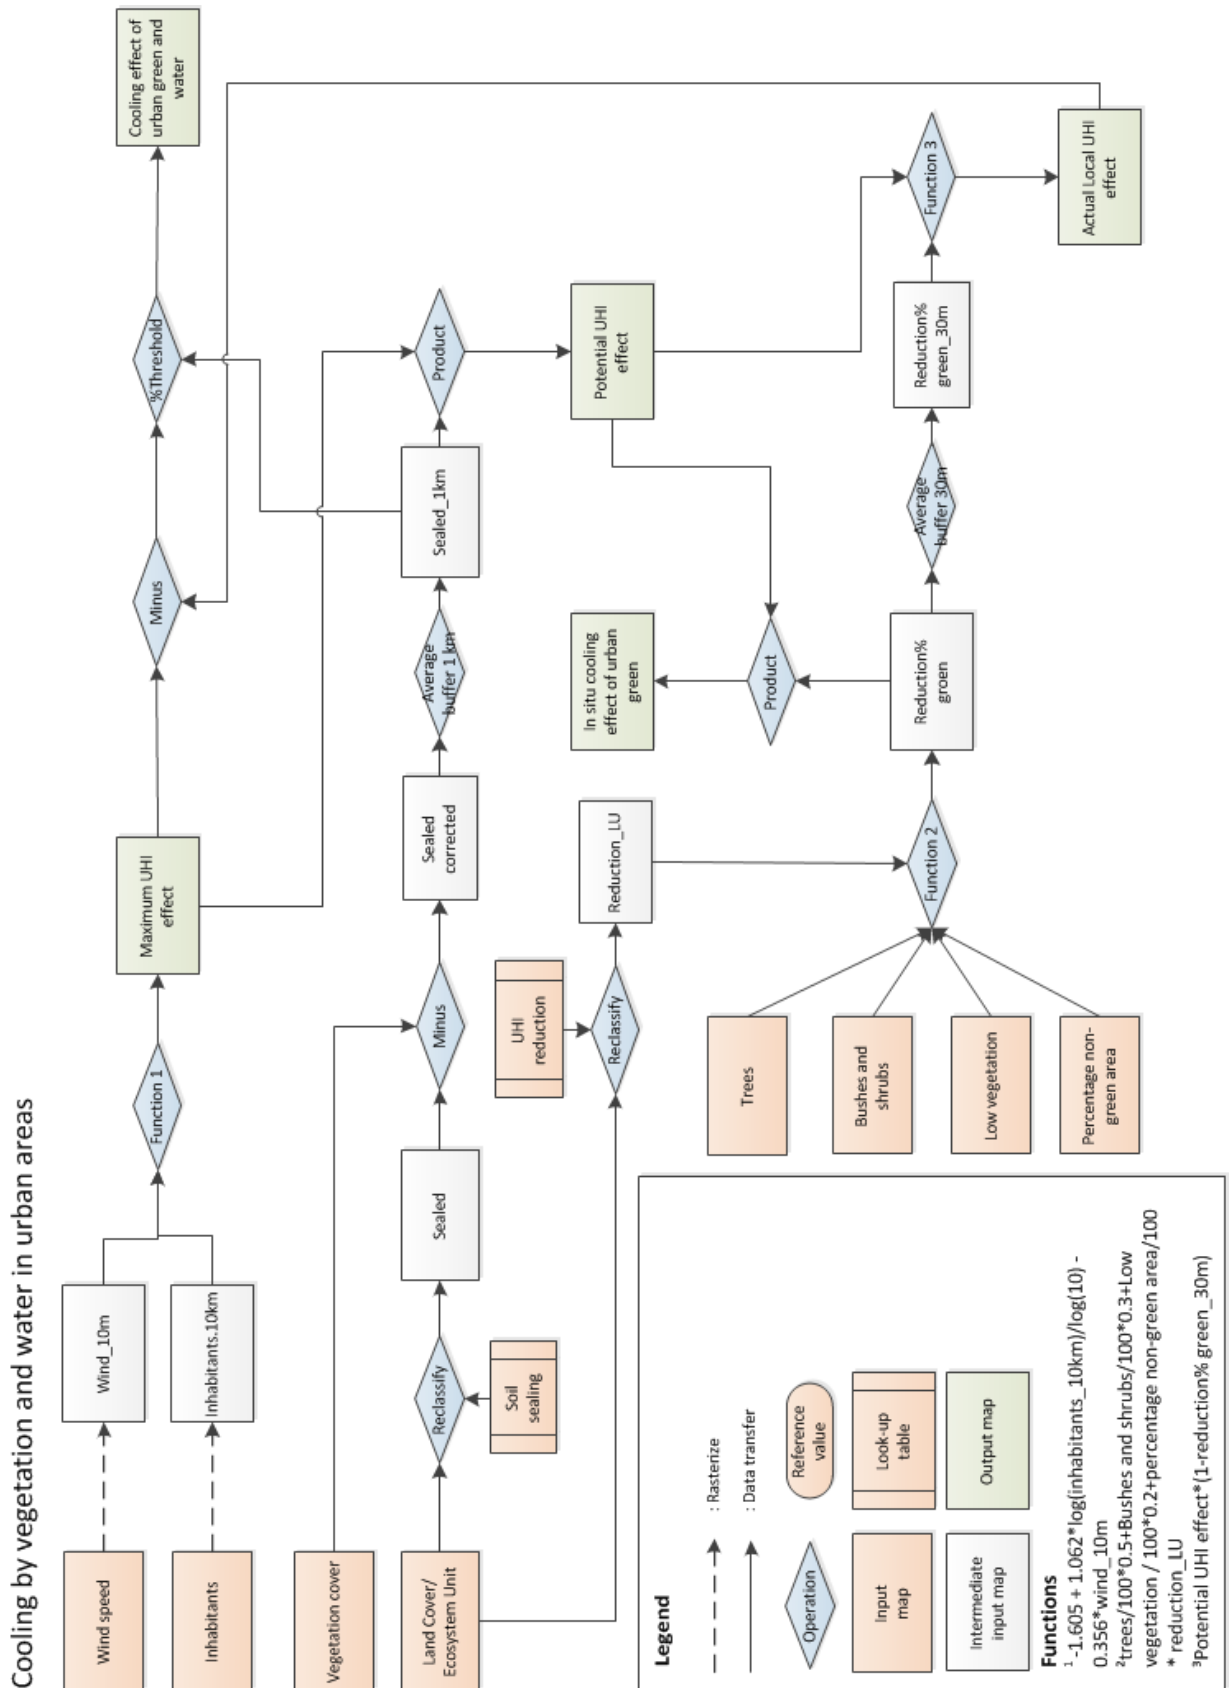 Cooling by vegetation and water in urban areas
Wind speed
Wind_10m
Inhabitants
Inhabitants.10km
Function 1
Maximum UHI
effect
Minus
%Threshold
Cooling effect of
urban green and
water
Vegetation cover
Land Cover/
Ecosystem Unit
Reclassify
Soil
sealing
Sealed
Minus
Sealed
corrected
Average
buffer 1 km
Sealed_1km
Product
UHI
reduction
Reclassify
Reduction_LU
In situ cooling
effect of urban
green
Potential UHI
effect
Product
Trees
Bushes and
shrubs
Low vegetation
Percentage non-
green area
Function 2
Reduction%
groen
Average
buffer 30m
Reduction%
green_30m
Function 3
Actual Local UHI
effect
Legend
: Rasterize
: Data transfer
Operation
Reference
value
Input
map
Look-up
table
Intermediate
input map
Output map
Functions
¹ -1.605 + 1.062*log(inhabitants_10km)/log(10) -
0.356*wind_10m
²trees/100*0.5+Bushes and shrubs/100*0.3+Low
vegetation / 100*0.2+percentage non-green area/100
* reduction_LU
³Potential UHI effect*(1-reduction% green_30m)